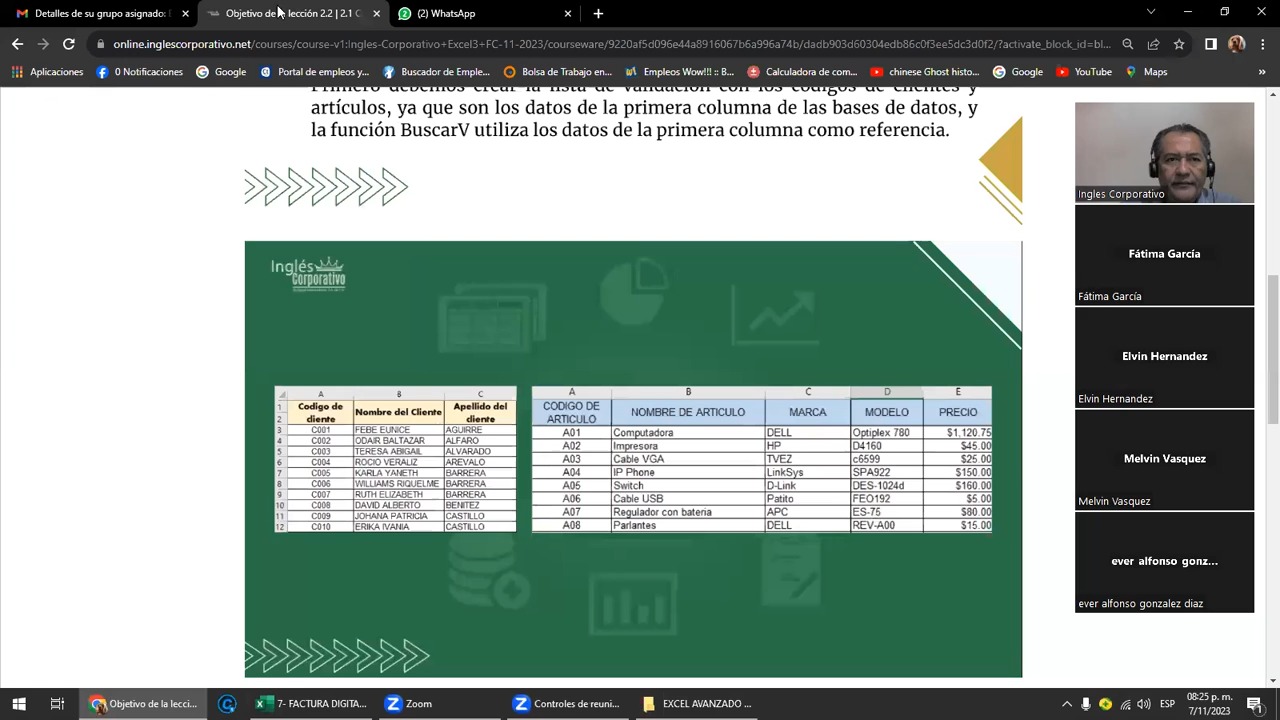 Detalles de su grupo asignado:
Objetivo de lección 2.2 | 2.1 C
(2) WhatsApp
online.inglescorporativo.net/courses/course-v1:Ingles-Corporativo+Excel3+FC-11-2023/courseware/9220af5d096e44a8916067b6a996a74b/dadb903d60304edb86c0f3ee5dc3d0f2/?activate_block_id=bl...
Aplicaciones
0 Notificaciones
Google
Portal de empleos y...
Buscador de Emple...
Bolsa de Trabajo en...
Empleos Wow!!! :: B...
Calculadora de com...
chinese Ghost histo...
Google
YouTube
Maps
Primero debemos crear la lista de validación con los códigos de clientes y
artículos, ya que son los datos de la primera columna de las bases de datos, y
la función BuscarV utiliza los datos de la primera columna como referencia.
Inglés
Corporativo
A B C
1 Codigo de cliente Nombre del Cliente Apellido del cliente
2
3 C001 FEBE EUNICE AGUIRRE
4 C002 ODAIR BALTAZAR ALFARO
5 C003 TERESA ABIGAIL ALVARADO
6 C004 ROCIO VERALIZ AREVALO
7 C005 KARLA YANETH BARRERA
8 C006 WILLIAMS RIQUELME BARRERA
9 C007 RUTH ELIZABETH BARRERA
10 C008 DAVID ALBERTO BENITEZ
11 C009 JOHANA PATRICIA CASTILLO
12 C010 ERIKA IVANIA CASTILLO
A B C D E
CODIGO DE ARTICULO NOMBRE DE ARTICULO MARCA MODELO PRECIO
A01 Computadora DELL Optiplex 780 $1,120.75
A02 Impresora HP D4160 $45.00
A03 Cable VGA TVEZ c6599 $25.00
A04 IP Phone LinkSys SPA922 $150.00
A05 Switch D-Link DES-1024d $160.00
A06 Cable USB Patito FEO192 $5.00
A07 Regulador con bateria APC ES-75 $80.00
A08 Parlantes DELL REV-A00 $15.00
Ingles Corporativo
Fátima García
Fátima García
Elvin Hernandez
Elvin Hernandez
Melvin Vasquez
Melvin Vasquez
ever alfonso gonz...
ever alfonso gonzalez diaz
Objetivo de la lecci...
7- FACTURA DIGITA...
Zoom
Controles de reuni...
EXCEL AVANZADO ...
ESP
08:25 p. m.
7/11/2023
1